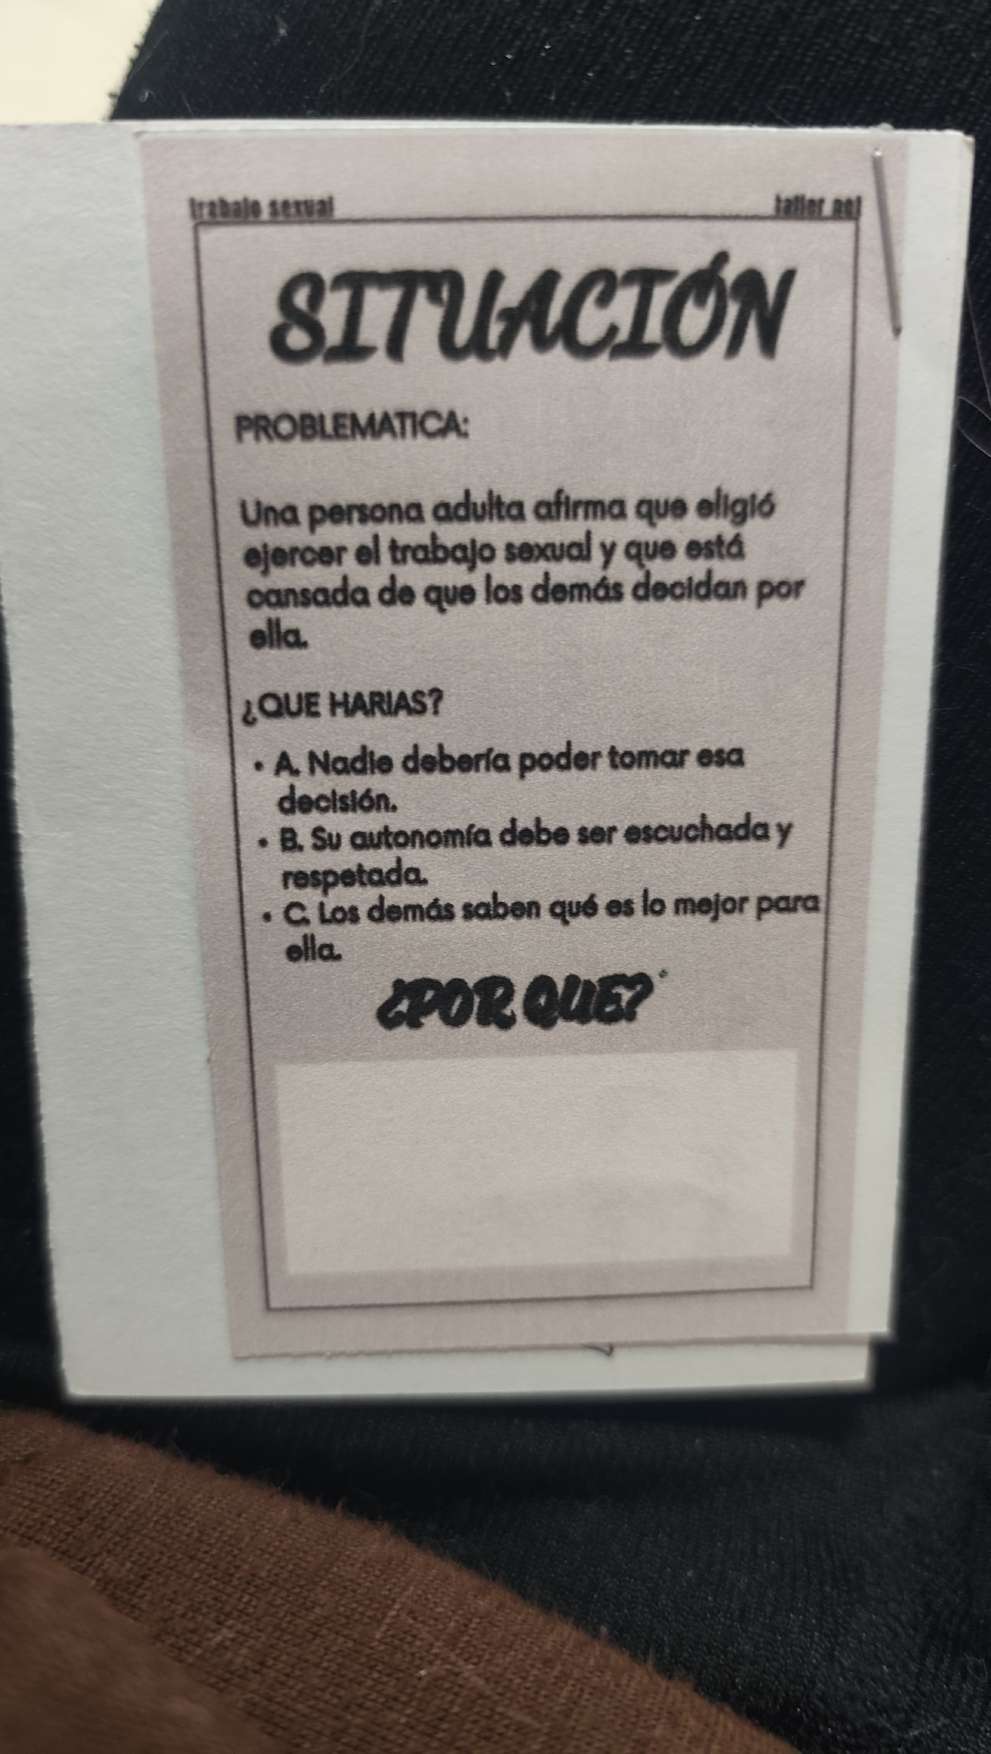 trabajo sexual
taller net
SITUACIÓN
PROBLEMATICA:
Una persona adulta afirma que eligió
ejercer el trabajo sexual y que está
cansada de que los demás decidan por
ella.
¿QUE HARIAS?
• A. Nadie debería poder tomar esa
decisión.
• B. Su autonomía debe ser escuchada y
respetada.
• C. Los demás saben qué es lo mejor para
ella.
¿POR QUE?